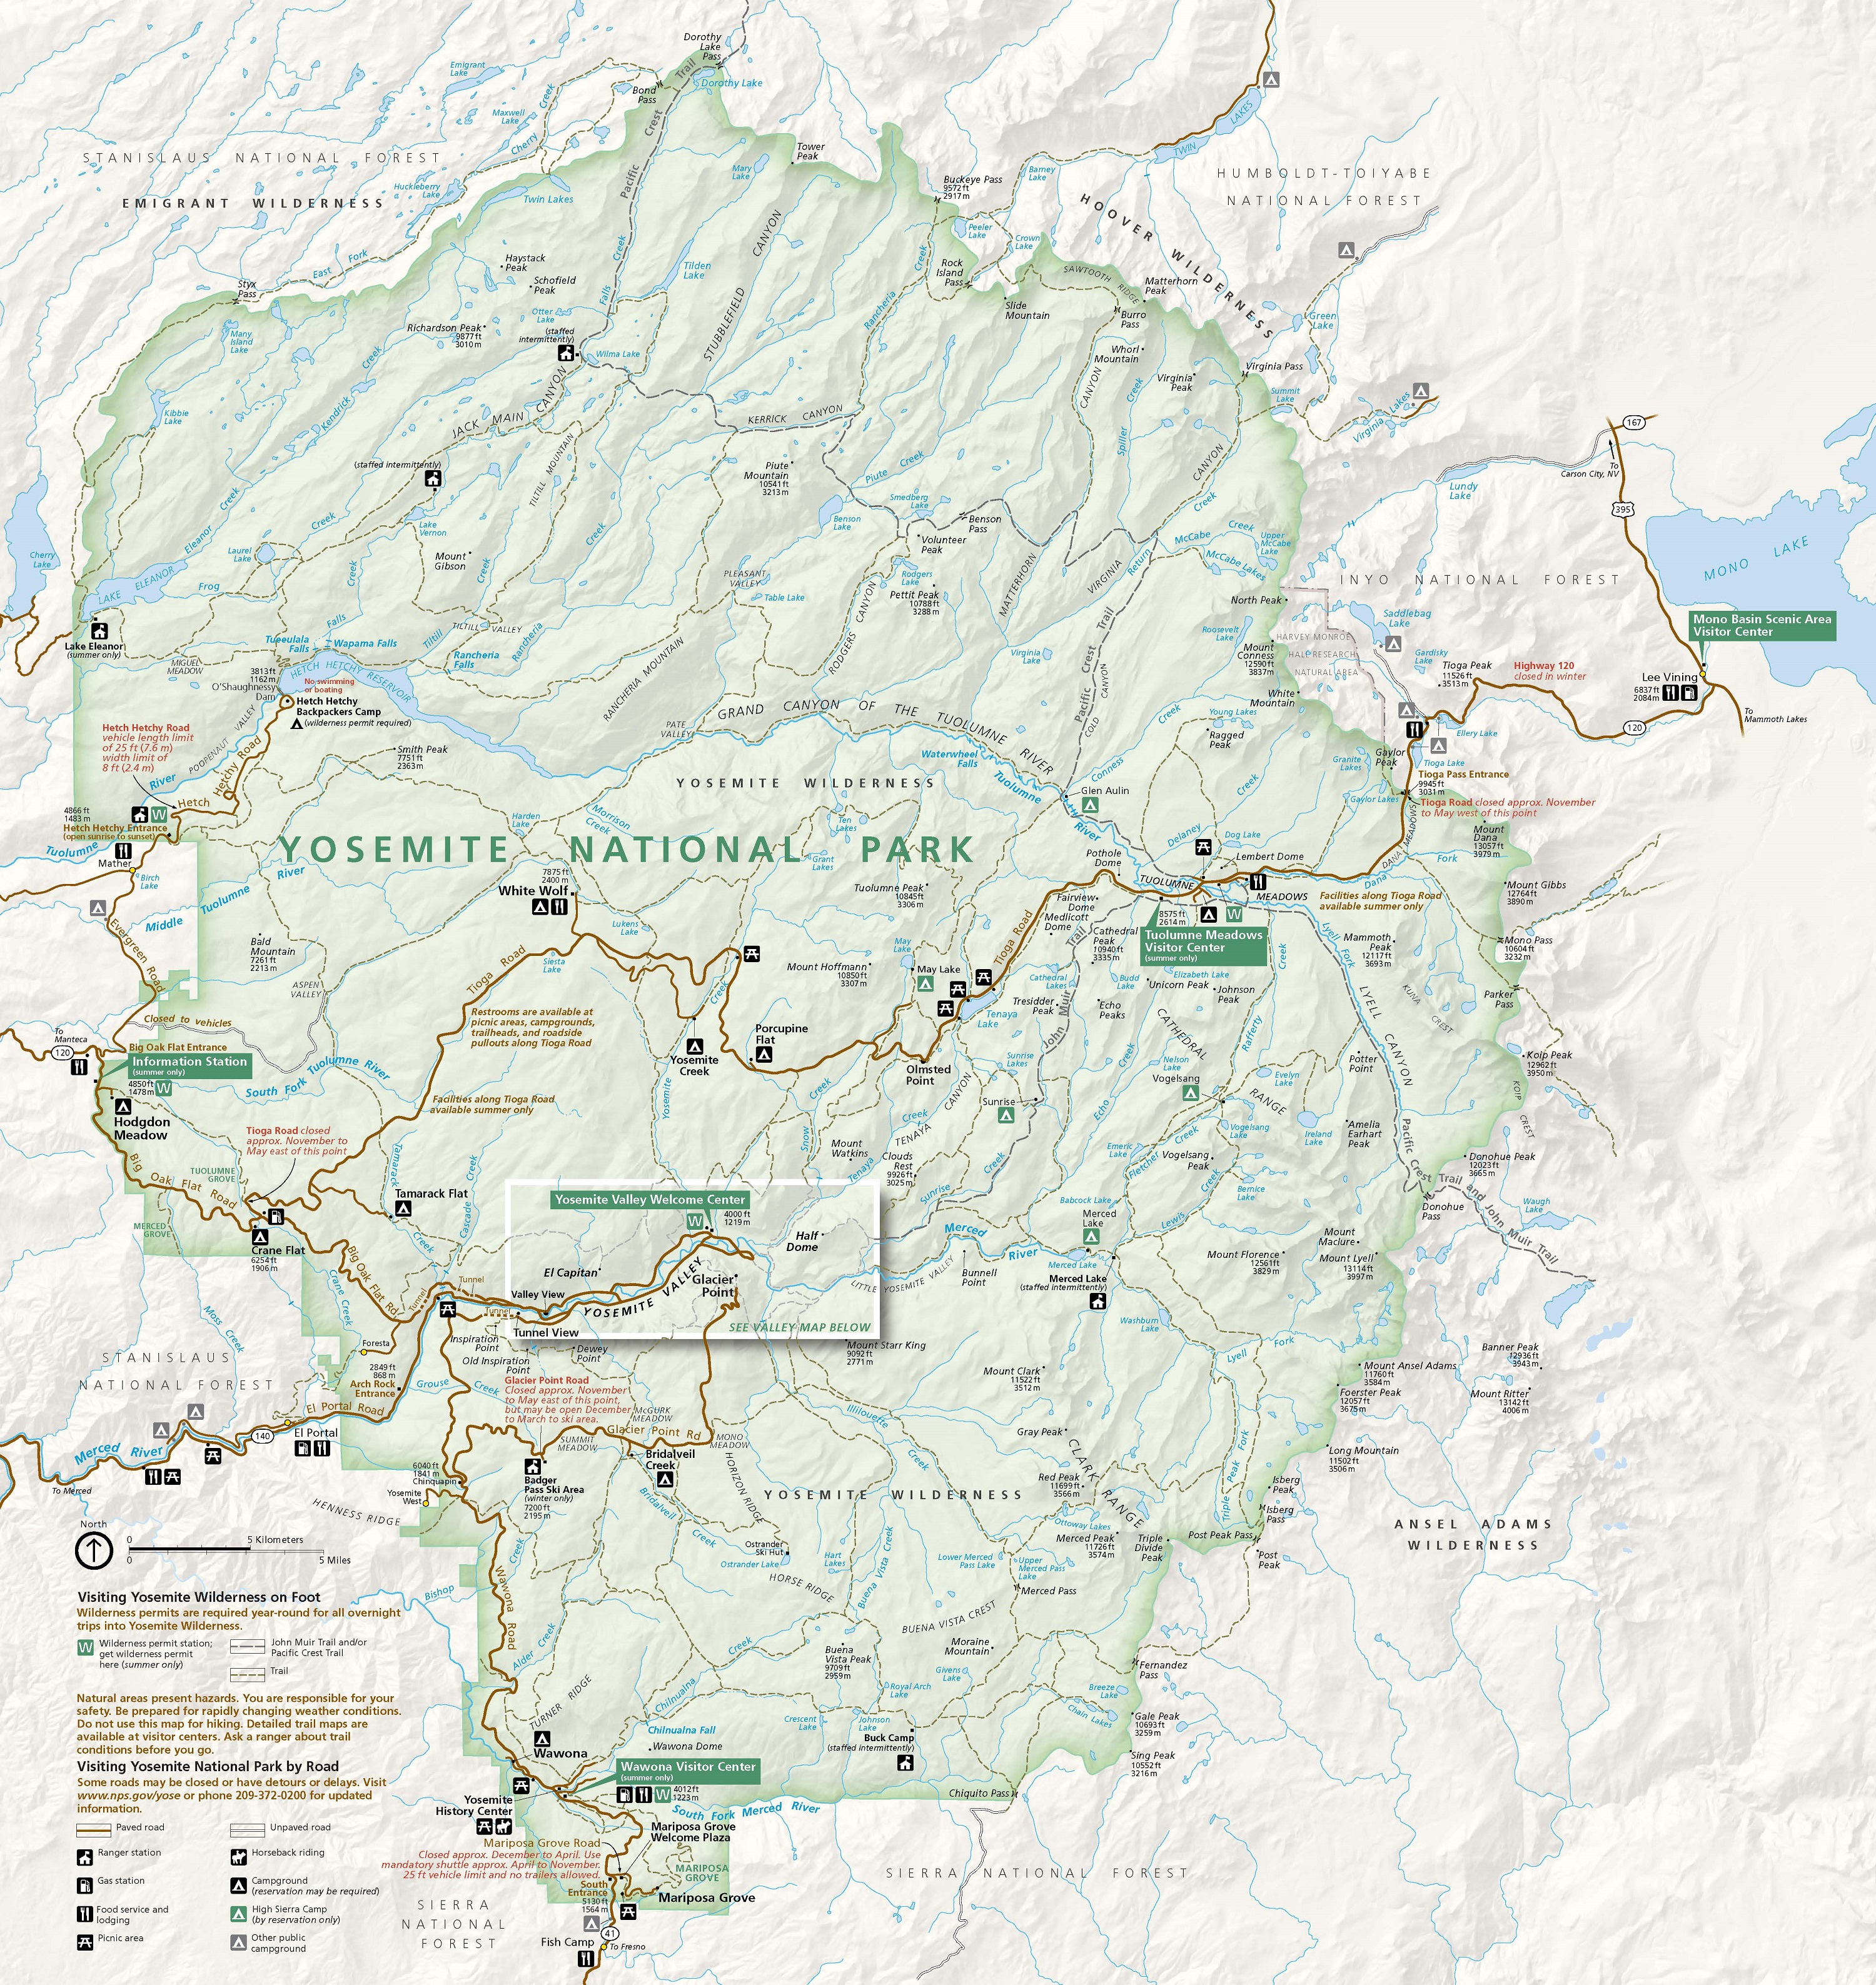 Dorothy
Lake
Pass
Dorothy Lake
Bond
Pass
Emigrant
Lake
Maxwell
Lake
Cherry
Creek
Pacific Crest Trail
STANISLAUS NATIONAL FOREST
EMIGRANT WILDERNESS
Huckleberry
Lake
Twin Lakes
Mary
Lake
Tower
Peak
Buckeye Pass
9572 ft
2917 m
Barney
Lake
TWIN LAKES
HUMBOLDT-TOIYABE
NATIONAL FOREST
HOOVER WILDERNESS
Peeler
Lake
Crown
Lake
Rock
Island
Pass
SAWTOOTH RIDGE
Matterhorn
Peak
Slide
Mountain
Burro
Pass
Green
Lake
East Fork
Styx
Pass
Haystack
Peak
Schofield
Peak
Tilden
Lake
STUBBLEFIELD CANYON
Rancheria Creek
Falls Creek
Otter
Lake
Richardson Peak
9877 ft
3010 m
(staffed
intermittently)
Wilma Lake
Many
Island
Lake
Kibbie
Lake
Kendrick Creek
JACK MAIN CANYON
KERRICK CANYON
Whorl
Mountain
Virginia
Peak
Virginia Pass
Summit
Lake
Virginia Lakes
Spiller Creek
167
To
Carson City, NV
395
Lundy
Lake
MONO LAKE
(staffed intermittently)
TILTILL MOUNTAIN
Piute
Mountain
10541 ft
3213 m
Piute Creek
Benson
Lake
Smedberg
Lake
Benson
Pass
Volunteer
Peak
Lake
Vernon
Eleanor Creek
Laurel
Lake
Mount
Gibson
Cherry
Lake
LAKE ELEANOR
Frog Creek
Lake Eleanor
(summer only)
PLEASANT
VALLEY
Table Lake
Rodgers
Lake
Pettit Peak
10788 ft
3288 m
RODGERS CANYON
MATTERHORN CANYON
VIRGINIA CANYON
Return Creek
McCabe Creek
McCabe Lakes
Upper
McCabe
Lake
North Peak
INYO NATIONAL FOREST
Saddlebag
Lake
HARVEY MONROE
HALL RESEARCH
NATURAL AREA
Gardisky
Lake
Tioga Peak
11526 ft
3513 m
Highway 120
closed in winter
Mono Basin Scenic Area
Visitor Center
Lee Vining
6837 ft
2084 m
120
To
Mammoth Lakes
Roosevelt
Lake
Mount
Conness
12590 ft
3837 m
White
Mountain
Virginia
Lake
Pacific Crest Trail
COLD CANYON
Tueeulala
Falls
Wapama Falls
Falls Creek
Tiltill Creek
TILTILL VALLEY
Rancheria
Falls
Rancheria Creek
MIGUEL
MEADOW
3813 ft
1162 m
O'Shaughnessy
Dam
HETCH HETCHY RESERVOIR
No swimming
or boating
Hetch Hetchy
Backpackers Camp
(wilderness permit required)
RANCHERIA MOUNTAIN
PATE
VALLEY
GRAND CANYON OF THE TUOLUMNE RIVER
Hetch Hetchy Road
vehicle length limit
of 25 ft (7.6 m)
width limit of
8 ft (2.4 m)
POOPENAUT VALLEY
Hetch Hetchy Road
River
Smith Peak
7751 ft
2363 m
YOSEMITE WILDERNESS
Waterwheel
Falls
Tuolumne
River
Conness Creek
Young Lakes
Ragged
Peak
Ellery Lake
Tioga Lake
Gaylor
Peak
Granite
Lakes
Gaylor Lakes
Tioga Pass Entrance
9945 ft
3031 m
Tioga Road closed approx. November
to May west of this point
4866 ft
1483 m
Hetch Hetchy Entrance
(open sunrise to sunset)
Tuolumne
Mather
Birch
Lake
Harden
Lake
Morrison
Creek
Ten
Lakes
Grant
Lakes
YOSEMITE NATIONAL PARK
Glen Aulin
Delaney Creek
Dog Lake
Pothole
Dome
Lembert Dome
TUOLUMNE
MEADOWS
DANA MEADOWS
Dana Fork
Mount
Dana
13057 ft
3979 m
Mount Gibbs
12764 ft
3890 m
Facilities along Tioga Road
available summer only
Middle Tuolumne River
7875 ft
2400 m
White Wolf
Tuolumne Peak
10845 ft
3306 m
Fairview
Dome
Medlicott
Dome
8575 ft
2614 m
Tuolumne Meadows
Visitor Center
(summer only)
Cathedral
Peak
10940 ft
3335 m
Evergreen Road
Bald
Mountain
7261 ft
2213 m
ASPEN
VALLEY
Lukens
Lake
Siesta
Lake
Tioga Road
Mount Hoffmann
10850 ft
3307 m
May
Lake
May Lake
Tioga Road
Cathedral
Lakes
Budd
Lake
Elizabeth Lake
Unicorn Peak
Johnson
Peak
Echo
Peaks
Tresidder
Peak
Tenaya
Lake
John Muir Trail
Lyell Fork
Mammoth
Peak
12117 ft
3693 m
Mono Pass
10604 ft
3232 m
Parker
Pass
KUNA CREST
LYELL CANYON
Closed to vehicles
To
Manteca
120
Big Oak Flat Entrance
Information Station
(summer only)
4850 ft
1478 m
Restrooms are available at
picnic areas, campgrounds,
trailheads, and roadside
pullouts along Tioga Road
Yosemite
Creek
Porcupine
Flat
Olmsted
Point
Sunrise
Lakes
Sunrise
CATHEDRAL RANGE
Nelson
Lake
Rafferty Creek
Vogelsang
Evelyn
Lake
Potter
Point
Kolp Peak
12962 ft
3950 m
KOIP CREST
South Fork Tuolumne River
Hodgdon
Meadow
Facilities along Tioga Road
available summer only
Tioga Road closed
approx. November to
May east of this point
TUOLUMNE
GROVE
Big Oak Flat Road
Yosemite Creek
Snow Creek
Tenaya Creek
TENAYA CANYON
Mount
Watkins
Clouds
Rest
9926 ft
3025 m
Echo Creek
Emeric
Lake
Fletcher Creek
Vogelsang
Lake
Vogelsang
Peak
Ireland
Lake
Amelia
Earhart
Peak
Bernice
Lake
Pacific Crest Trail and John Muir Trail
Donohue Peak
12023 ft
3665 m
Donohue
Pass
Waugh
Lake
MERCED
GROVE
Crane Flat
6254 ft
1906 m
Tamarack Flat
Tamarack Creek
Cascade Creek
Yosemite Valley Welcome Center
4000 ft
1219 m
Half
Dome
El Capitan
Glacier
Point
YOSEMITE VALLEY
SEE VALLEY MAP BELOW
Valley View
Tunnel View
Tunnel
Tunnel
Tunnel
Big Oak Flat Rd
Crane Creek
Moss Creek
Sunrise Creek
Merced River
LITTLE YOSEMITE VALLEY
Bunnell
Point
Babcock Lake
Merced
Lake
Lewis Creek
Merced Lake
Merced Lake
(staffed intermittently)
Washburn
Lake
Mount Florence
12561 ft
3829 m
Mount
Maclure
Mount Lyell
13114 ft
3997 m
Foresta
2849 ft
868 m
Arch Rock
Entrance
El Portal Road
El Portal
140
Merced River
To Merced
STANISLAUS
NATIONAL FOREST
Inspiration
Point
Old Inspiration
Point
Dewey
Point
Grouse Creek
Glacier Point Road
Closed approx. November
to May east of this point,
but may be open December
to March to ski area.
McGURK
MEADOW
SUMMIT
MEADOW
Glacier Point Rd
MONO
MEADOW
Mount Starr King
9092 ft
2771 m
Illilouette Creek
Mount Clark
11522 ft
3512 m
Gray Peak
CLARK RANGE
Red Peak
11699 ft
3566 m
Lyell Fork
Triple Peak Fork
Mount Ansel Adams
11760 ft
3584 m
Foerster Peak
12057 ft
3675 m
Banner Peak
12936 ft
3943 m
Mount Ritter
13142 ft
4006 m
Long Mountain
11502 ft
3506 m
Isberg
Peak
Isberg
Pass
Post Peak Pass
Post
Peak
Triple
Divide
Peak
Merced Peak
11726 ft
3574 m
Ottoway Lakes
Lower Merced
Pass Lake
Upper
Merced Pass
Lake
Merced Pass
ANSEL ADAMS
WILDERNESS
6040 ft
1841 m
Chinquapin
Yosemite
West
HENNESS RIDGE
Badger
Pass Ski Area
(winter only)
7200 ft
2195 m
Bridalveil
Creek
Bridalveil Creek
HORIZON RIDGE
YOSEMITE WILDERNESS
Ostrander
Ski Hut
Ostrander Lake
Hart
Lakes
HORSE RIDGE
Buena Vista Creek
BUENA VISTA CREST
Buena
Vista Peak
9709 ft
2959 m
Moraine
Mountain
Givens
Lake
Royal Arch
Lake
Johnson
Lake
Crescent
Lake
Buck Camp
(staffed intermittently)
Fernandez
Pass
Breeze
Lake
Chain Lakes
Gale Peak
10693 ft
3259 m
Sing Peak
10552 ft
3216 m
Chiquito Pass
Bishop Creek
Wawona Road
Alder Creek
TURNER RIDGE
Chilnualna Creek
Chilnualna Fall
Wawona Dome
Wawona
Wawona Visitor Center
(summer only)
4012 ft
1223 m
Yosemite
History Center
South Fork Merced River
Mariposa Grove
Welcome Plaza
Mariposa Grove Road
Closed approx. December to April. Use
mandatory shuttle approx. April to November.
25 ft vehicle limit and no trailers allowed.
MARIPOSA
GROVE
South
Entrance
5130 ft
1564 m
Mariposa Grove
41
Fish Camp
To Fresno
SIERRA
NATIONAL
FOREST
SIERRA NATIONAL FOREST
North
0 5 Kilometers
0 5 Miles
Visiting Yosemite Wilderness on Foot
Wilderness permits are required year-round for all overnight
trips into Yosemite Wilderness.
W
Wilderness permit station;
get wilderness permit
here (summer only)
John Muir Trail and/or
Pacific Crest Trail
Trail
Natural areas present hazards. You are responsible for your
safety. Be prepared for rapidly changing weather conditions.
Do not use this map for hiking. Detailed trail maps are
available at visitor centers. Ask a ranger about trail
conditions before you go.
Visiting Yosemite National Park by Road
Some roads may be closed or have detours or delays. Visit
www.nps.gov/yose or phone 209-372-0200 for updated
information.
Paved road
Unpaved road
Ranger station
Horseback riding
Gas station
Campground
(reservation may be required)
Food service and
lodging
High Sierra Camp
(by reservation only)
Picnic area
Other public
campground